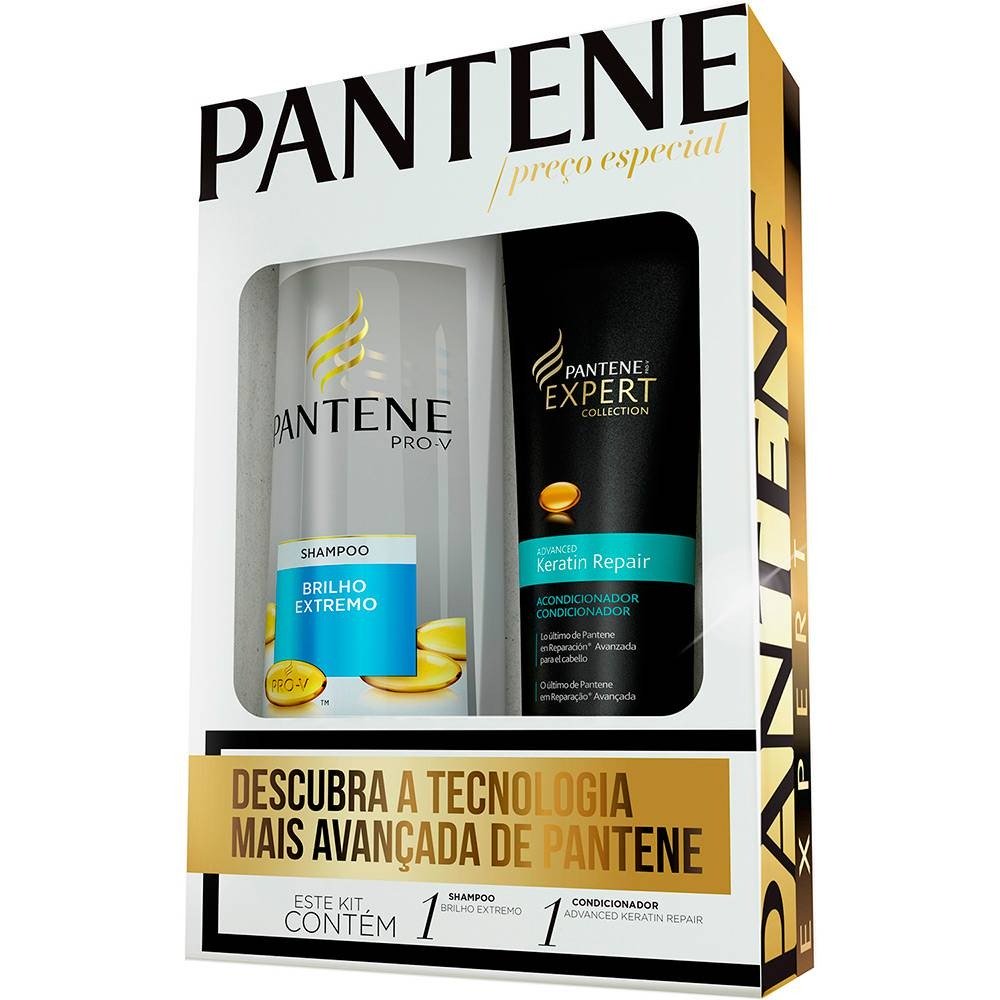 PANTENE
/preço especial
PANTENE
PRO-V
SHAMPOO
BRILHO
EXTREMO
PRO-V
TM
PANTENE
PRO-V
EXPERT
COLLECTION
ADVANCED
Keratin Repair
ACONDICIONADOR
CONDICIONADOR
Lo último de Pantene
en Reparación* Avanzada
para el cabello
O último de Pantene
em Reparação* Avançada
DESCUBRA A TECNOLOGIA
MAIS AVANÇADA DE PANTENE
ESTE KIT
CONTÉM
1 SHAMPOO
BRILHO EXTREMO
1 CONDICIONADOR
ADVANCED KERATIN REPAIR
PANTENE
EXPERT